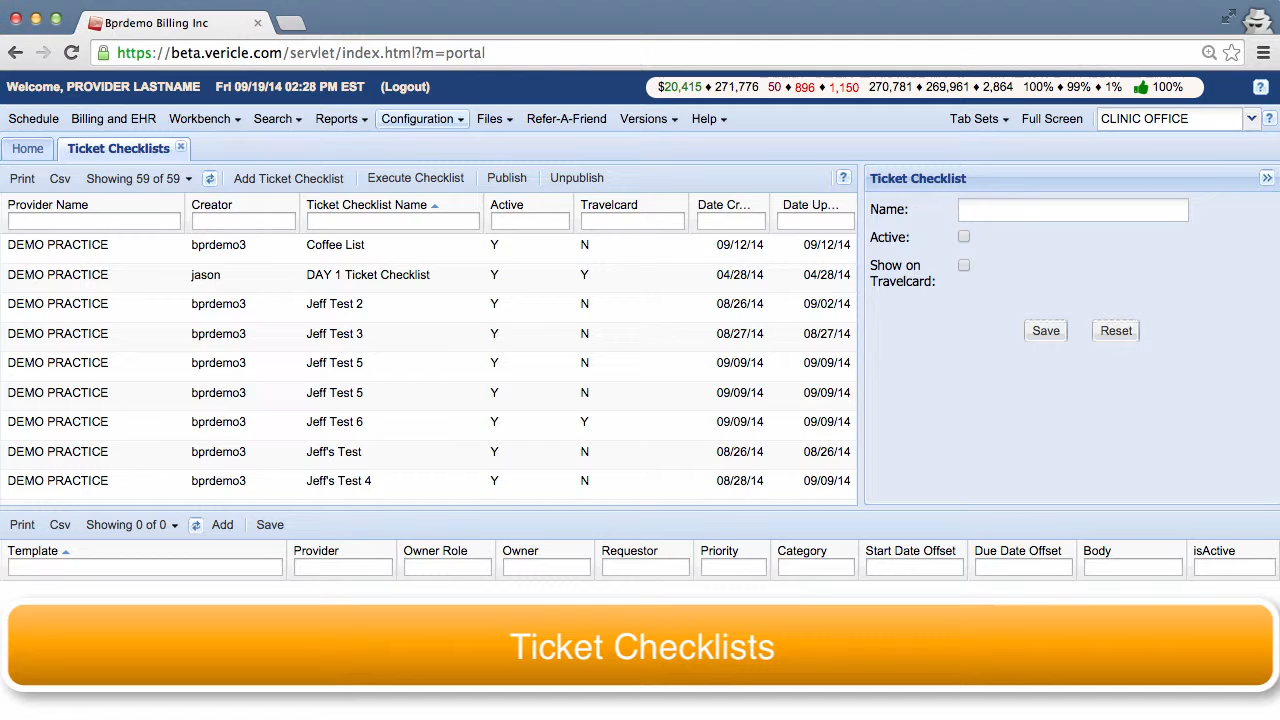 Bprdemo Billing Inc
https://beta.vericle.com/servlet/index.html?m=portal
Welcome, PROVIDER LASTNAME Fri 09/19/14 02:28 PM EST (Logout) $20,415 ♦ 271,776 50 ♦ 896 ♦ 1,150 270,781 ♦ 269,961 ♦ 2,864 100% ♦ 99% ♦ 1% 100% ?
Schedule Billing and EHR Workbench Search Reports Configuration Files Refer-A-Friend Versions Help Tab Sets Full Screen CLINIC OFFICE ?
Home Ticket Checklists
Print Csv Showing 59 of 59 Add Ticket Checklist Execute Checklist Publish Unpublish ?
Provider Name Creator Ticket Checklist Name Active Travelcard Date Cr... Date Up...
DEMO PRACTICE bprdemo3 Coffee List Y N 09/12/14 09/12/14
DEMO PRACTICE jason DAY 1 Ticket Checklist Y Y 04/28/14 04/28/14
DEMO PRACTICE bprdemo3 Jeff Test 2 Y N 08/26/14 09/02/14
DEMO PRACTICE bprdemo3 Jeff Test 3 Y N 08/27/14 08/27/14
DEMO PRACTICE bprdemo3 Jeff Test 5 Y N 09/09/14 09/09/14
DEMO PRACTICE bprdemo3 Jeff Test 5 Y N 09/09/14 09/09/14
DEMO PRACTICE bprdemo3 Jeff Test 6 Y Y 09/09/14 09/09/14
DEMO PRACTICE bprdemo3 Jeff's Test Y N 08/26/14 08/26/14
DEMO PRACTICE bprdemo3 Jeff's Test 4 Y N 08/28/14 09/09/14
Ticket Checklist
Name:
Active:
Show on
Travelcard:
Save Reset
Print Csv Showing 0 of 0 Add Save
Template Provider Owner Role Owner Requestor Priority Category Start Date Offset Due Date Offset Body isActive
Ticket Checklists